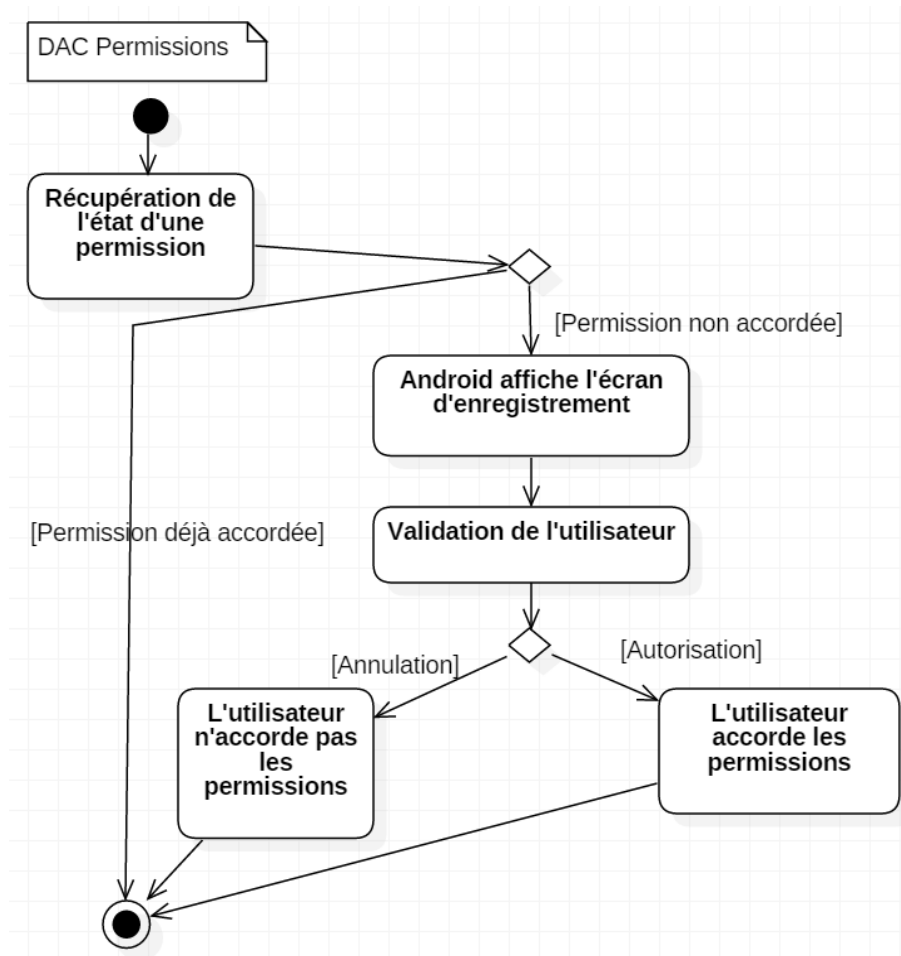 DAC Permissions
Récupération de
l'état d'une
permission
[Permission non accordée]
Android affiche l'écran
d'enregistrement
[Permission déjà accordée]
Validation de l'utilisateur
[Annulation]
[Autorisation]
L'utilisateur
n'accorde pas
les
permissions
L'utilisateur
accorde les
permissions